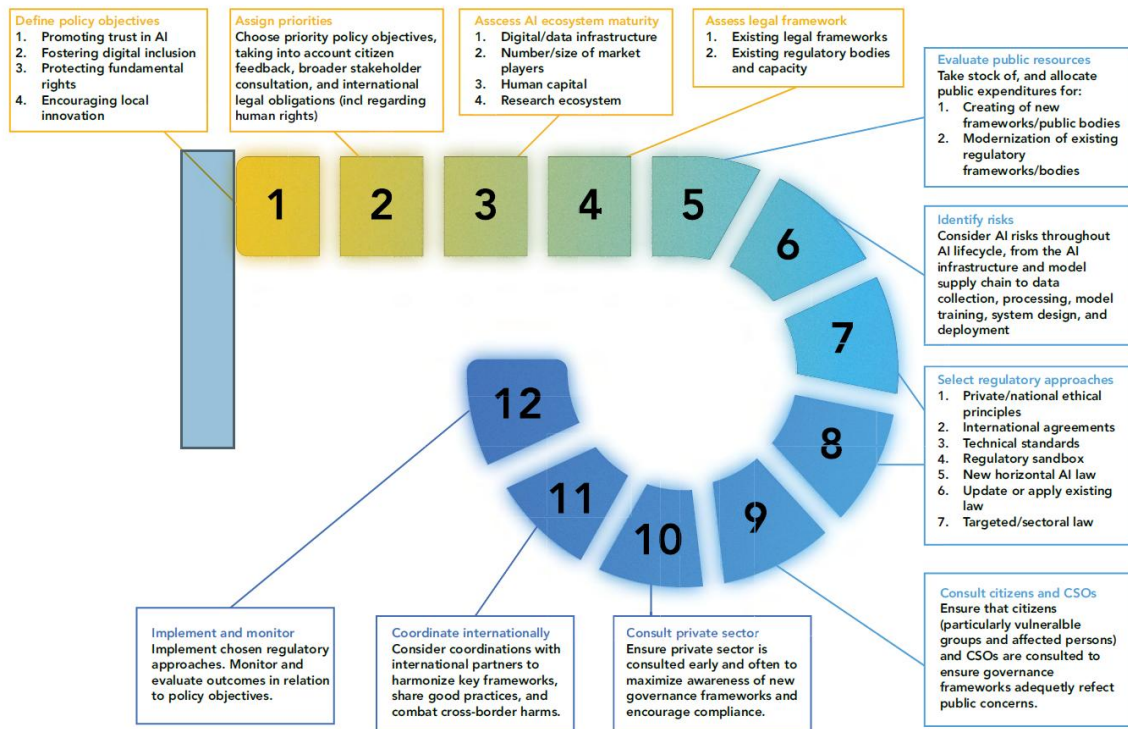 Define policy objectives
1. Promoting trust in AI
2. Fostering digital inclusion
3. Protecting fundamental
rights
4. Encouraging local
innovation
Assign priorities
Choose priority policy objectives,
taking into account citizen
feedback, broader stakeholder
consultation, and international
legal obligations (incl regarding
human rights)
Asscess AI ecosystem maturity
1. Digital/data infrastructure
2. Number/size of market
players
3. Human capital
4. Research ecosystem
Assess legal framework
1. Existing legal frameworks
2. Existing regulatory bodies
and capacity
Evaluate public resources
Take stock of, and allocate
public expenditures for:
1. Creating of new
frameworks/public bodies
2. Modernization of existing
regulatory
frameworks/bodies
1
2
3
4
5
6
7
8
9
10
11
12
Identify risks
Consider AI risks throughout
AI lifecycle, from the AI
infrastructure and model
supply chain to data
collection, processing, model
training, system design, and
deployment
Select regulatory approaches
1. Private/national ethical
principles
2. International agreements
3. Technical standards
4. Regulatory sandbox
5. New horizontal AI law
6. Update or apply existing
law
7. Targeted/sectoral law
Consult citizens and CSOs
Ensure that citizens
(particularly vulneralble
groups and affected persons)
and CSOs are consulted to
ensure governance
frameworks adequetly refect
public concerns.
Consult private sector
Ensure private sector is
consulted early and often to
maximize awareness of new
governance frameworks and
encourage compliance.
Coordinate internationally
Consider coordinations with
international partners to
harmonize key frameworks,
share good practices, and
combat cross-border harms.
Implement and monitor
Implement chosen regulatory
approaches. Monitor and
evaluate outcomes in relation
to policy objectives.